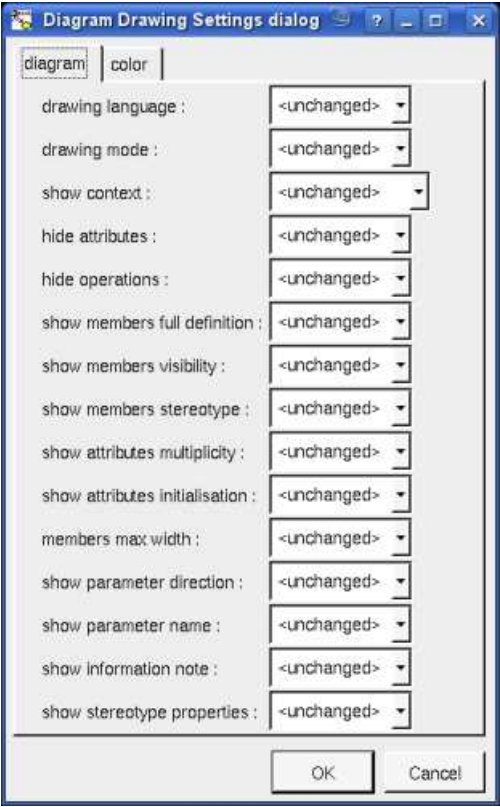 Diagram Drawing Settings dialog ?
diagram color
drawing language : <unchanged>
drawing mode : <unchanged>
show context : <unchanged>
hide attributes : <unchanged>
hide operations : <unchanged>
show members full definition : <unchanged>
show members visibility : <unchanged>
show members stereotype : <unchanged>
show attributes multiplicity : <unchanged>
show attributes initialisation : <unchanged>
members max width : <unchanged>
show parameter direction : <unchanged>
show parameter name : <unchanged>
show information note : <unchanged>
show stereotype properties : <unchanged>
OK Cancel